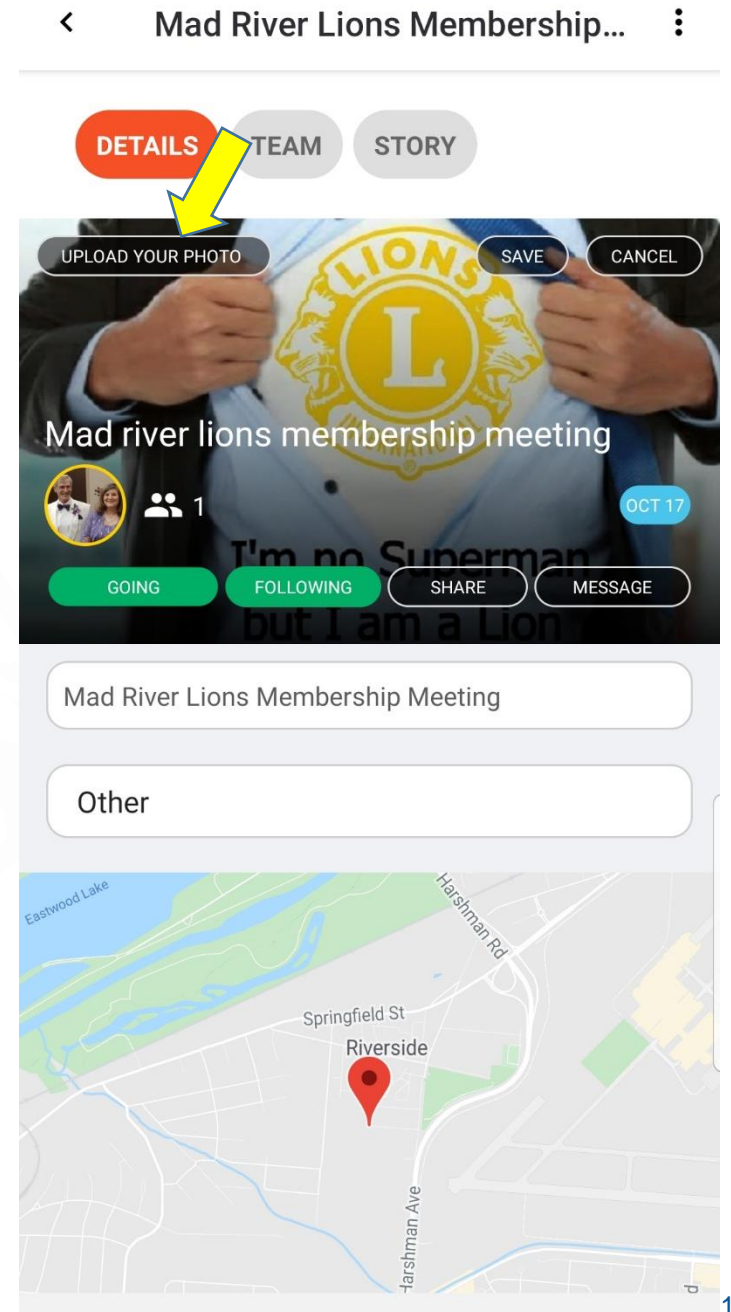 Mad River Lions Membership...
DETAILS TEAM STORY
UPLOAD YOUR PHOTO SAVE CANCEL
LIONS
L
INTERNATIONAL
Mad river lions membership meeting
1
OCT 17
I'm no Superman
GOING FOLLOWING SHARE MESSAGE
but I am a Lion
Mad River Lions Membership Meeting
Other
Eastwood Lake
Harshman Rd
Springfield St
Riverside
Harshman Ave
1